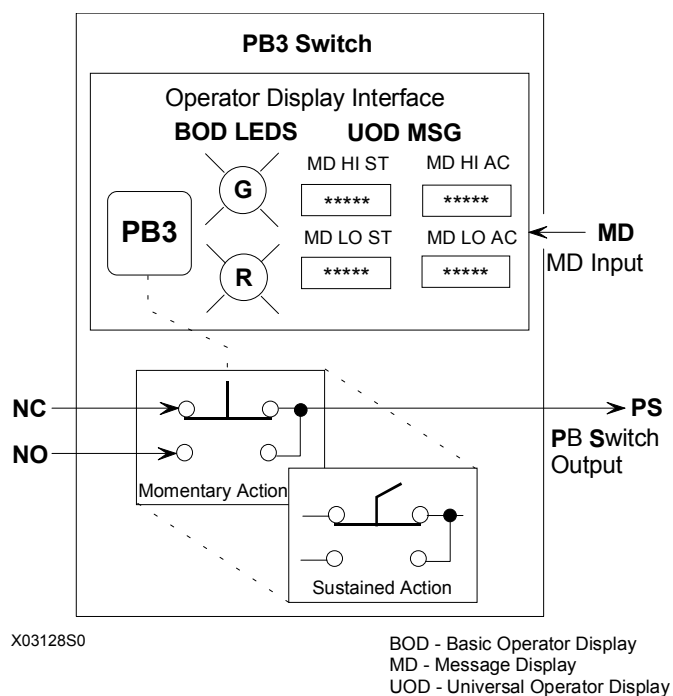 PB3 Switch
Operator Display Interface
BOD LEDS UOD MSG
MD HI ST MD HI AC
G
***** *****
PB3
MD LO ST MD LO AC
R
***** *****
MD
MD Input
NC
PS
NO
PB Switch
Output
Momentary Action
Sustained Action
X03128S0
BOD - Basic Operator Display
MD - Message Display
UOD - Universal Operator Display